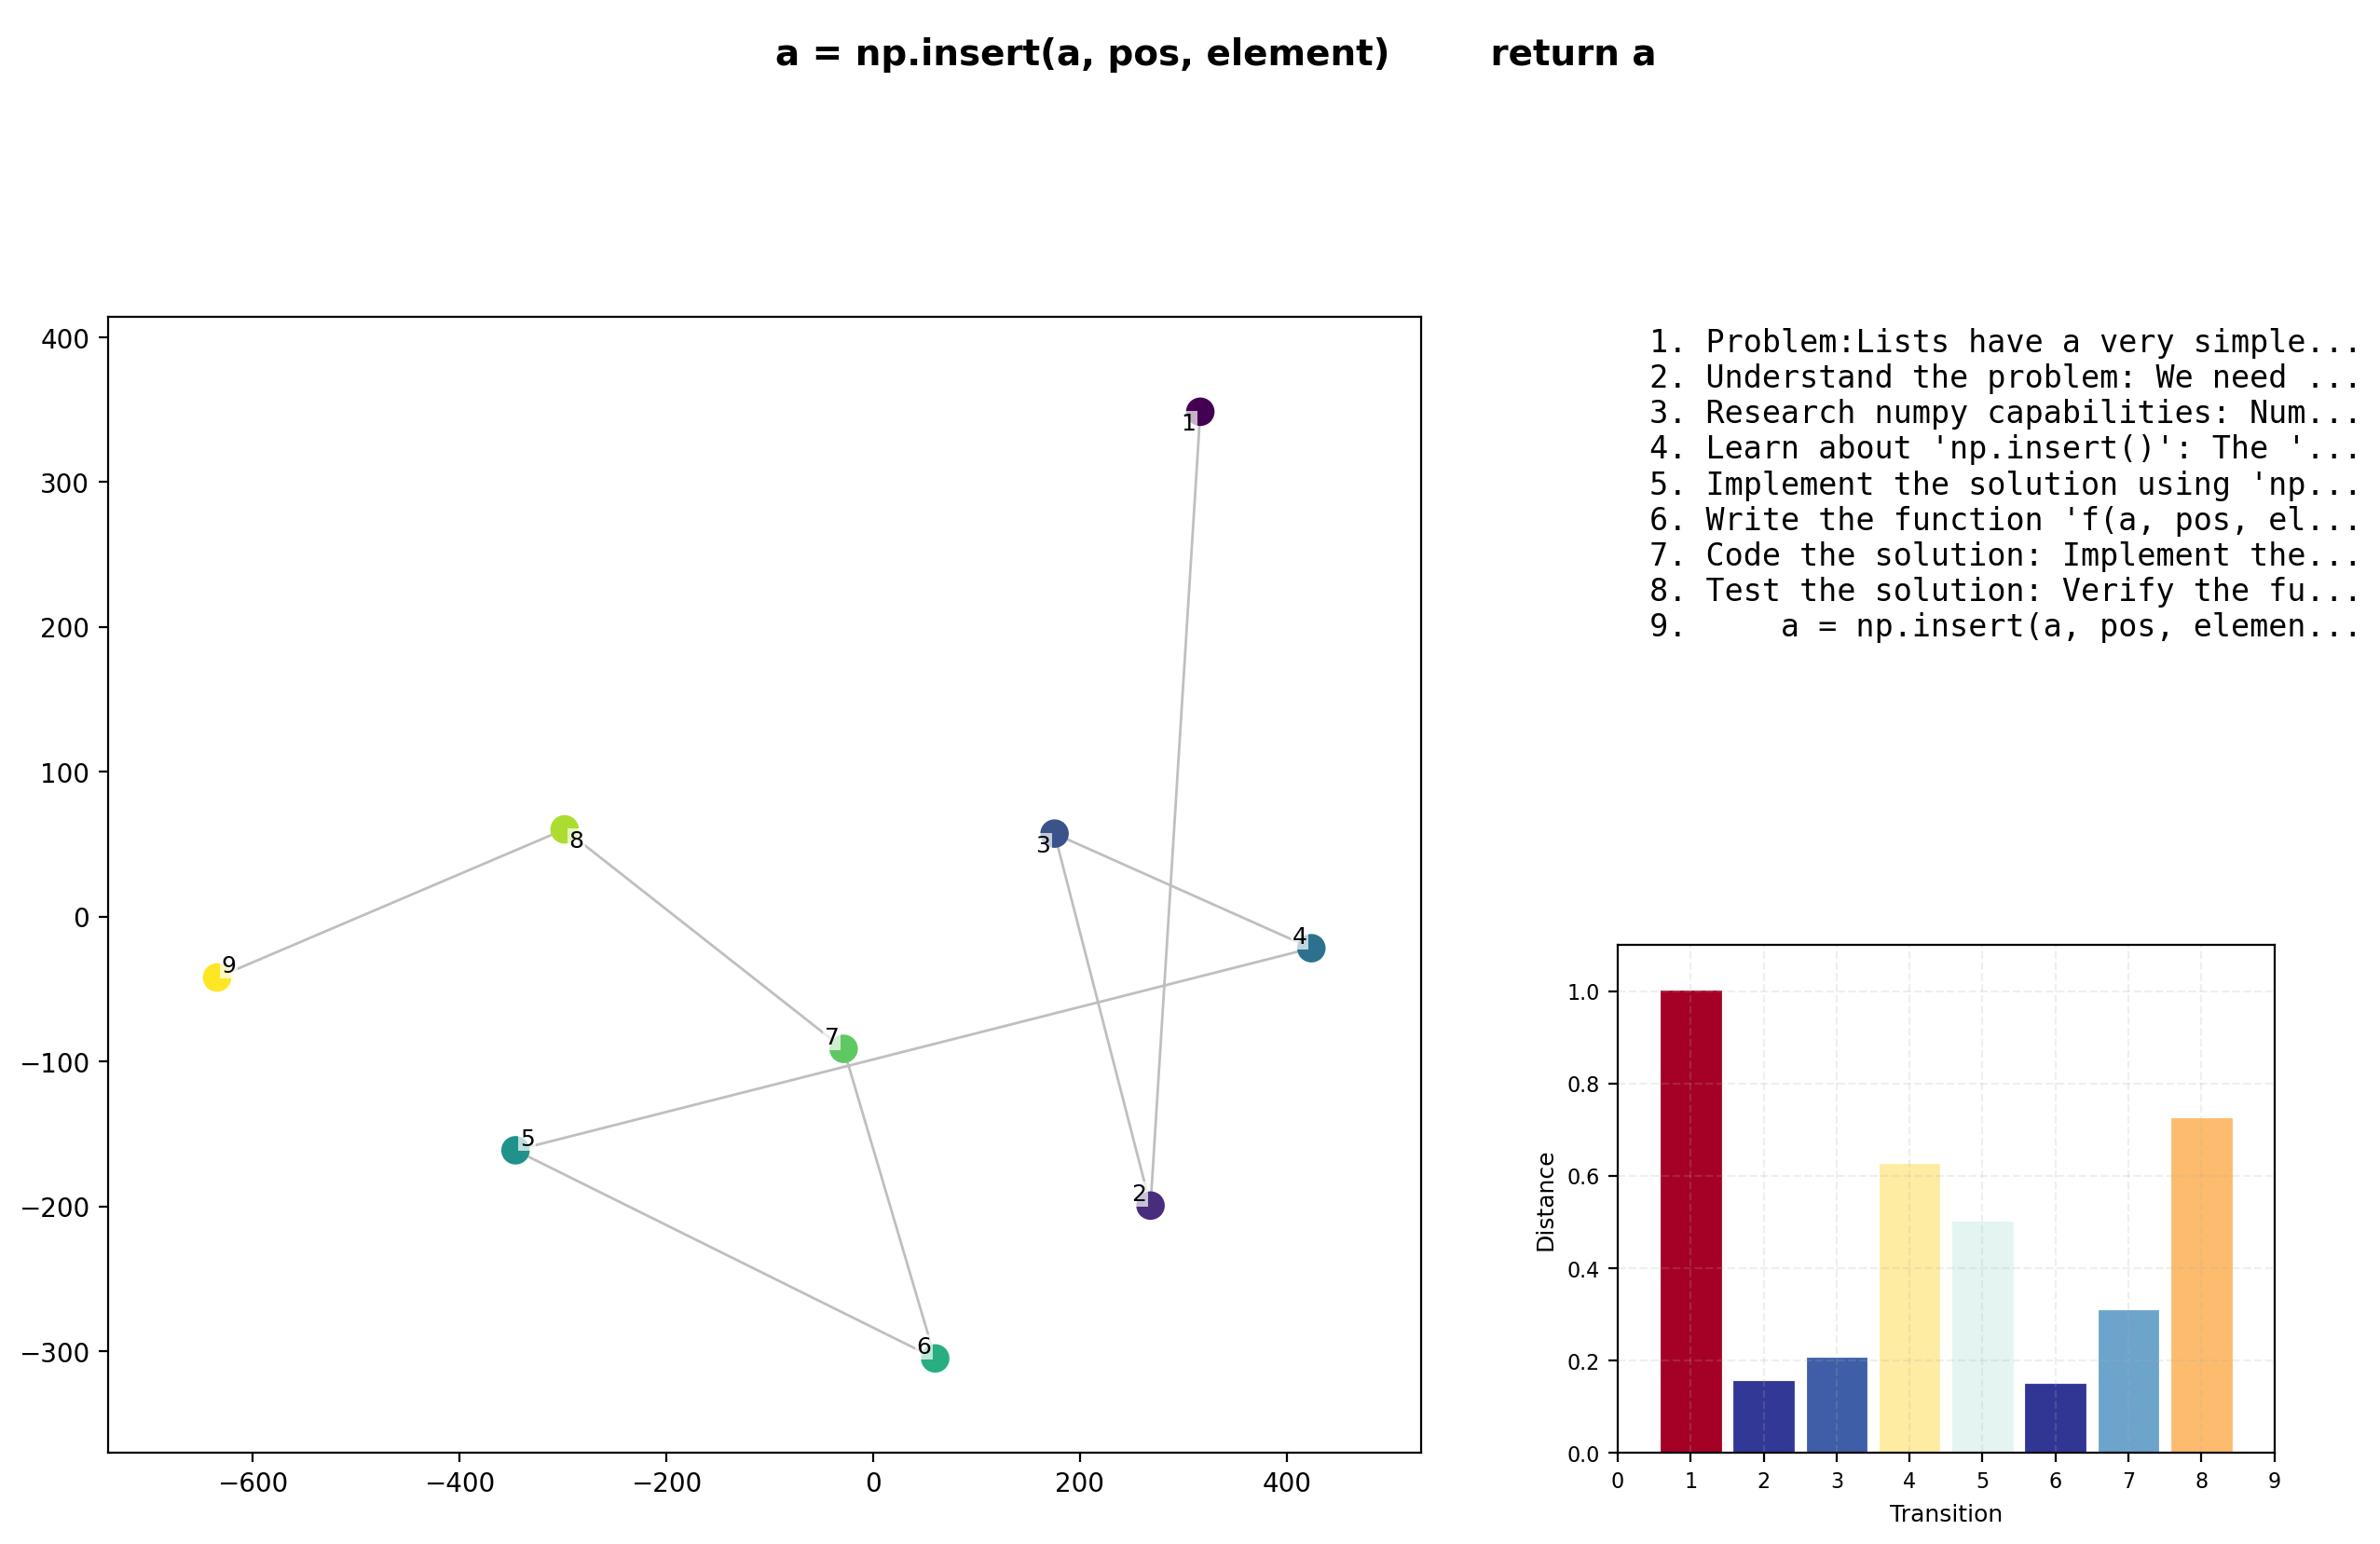 a = np.insert(a, pos, element)        return a
400
300
200
100
0
−100
−200
−300
−600
−400
−200
0
200
400
1
2
3
4
5
6
7
8
9
1. Problem:Lists have a very simple...
2. Understand the problem: We need ...
3. Research numpy capabilities: Num...
4. Learn about 'np.insert()': The '...
5. Implement the solution using 'np...
6. Write the function 'f(a, pos, el...
7. Code the solution: Implement the...
8. Test the solution: Verify the fu...
9.     a = np.insert(a, pos, elemen...
Distance
1.0
0.8
0.6
0.4
0.2
0.0
0 1 2 3 4 5 6 7 8 9
Transition